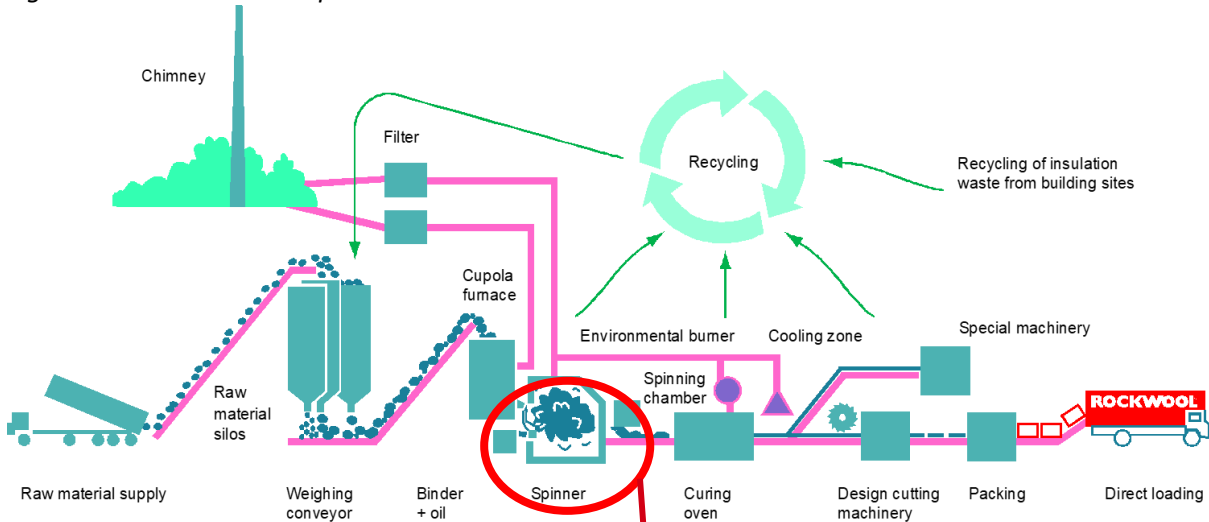 Chimney
Filter
Recycling
Recycling of insulation
waste from building sites
Cupola
furnace
Environmental burner
Cooling zone
Special machinery
Raw
material
silos
Spinning
chamber
ROCKWOOL
Raw material supply
Weighing
conveyor
Binder
+ oil
Spinner
Curing
oven
Design cutting
machinery
Packing
Direct loading